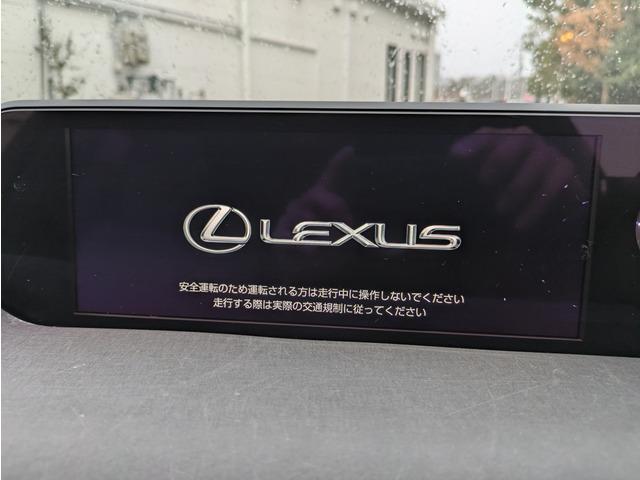 LEXUS
安全運転のため運転される方は走行中に操作しないでください
走行する際は実際の交通規制に従ってください